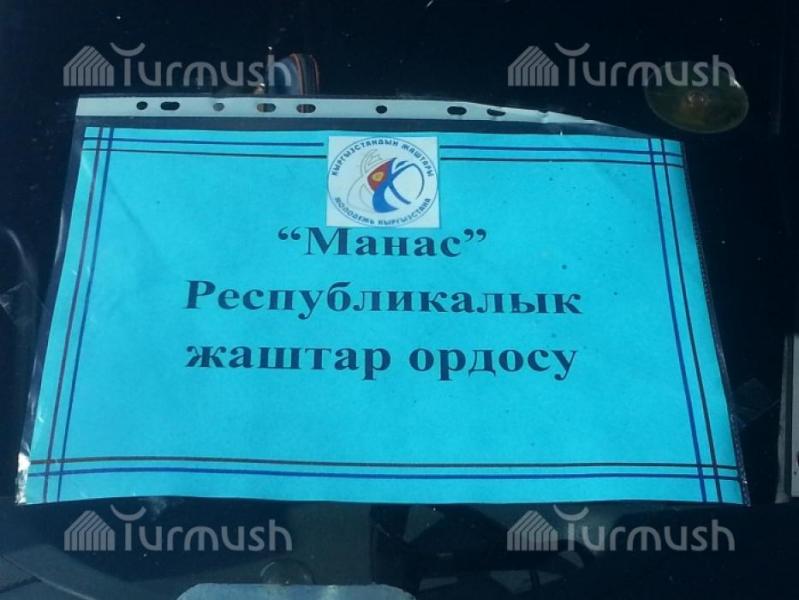 Turmush Turmush
КЫРГЫЗСТАНДЫН ЖАШТАРЫ
МОЛОДЕЖЬ КЫРГЫЗСТАНА
“Манас”
Республикалык
жаштар ордосу
Turmush Turmush